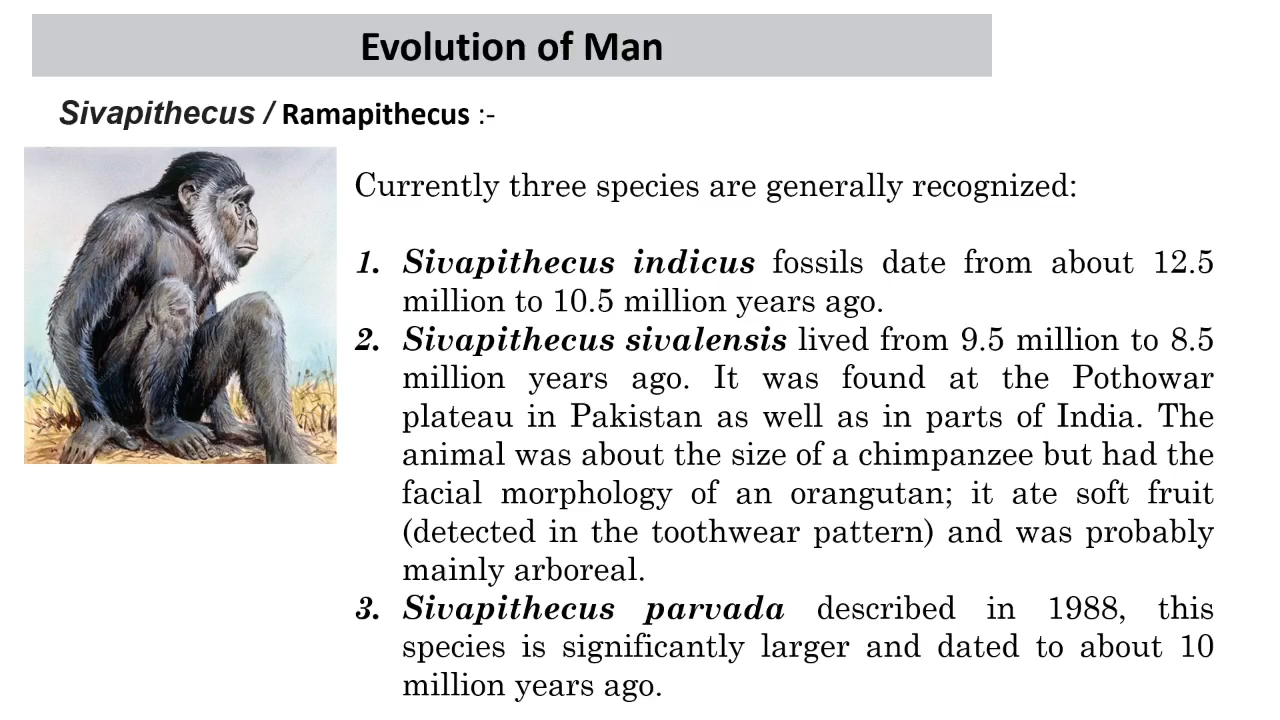 Evolution of Man
Sivapithecus / Ramapithecus :-
Currently three species are generally recognized:
1. Sivapithecus indicus fossils date from about 12.5
million to 10.5 million years ago.
2. Sivapithecus sivalensis lived from 9.5 million to 8.5
million years ago. It was found at the Pothowar
plateau in Pakistan as well as in parts of India. The
animal was about the size of a chimpanzee but had the
facial morphology of an orangutan; it ate soft fruit
(detected in the toothwear pattern) and was probably
mainly arboreal.
3. Sivapithecus parvada described in 1988, this
species is significantly larger and dated to about 10
million years ago.